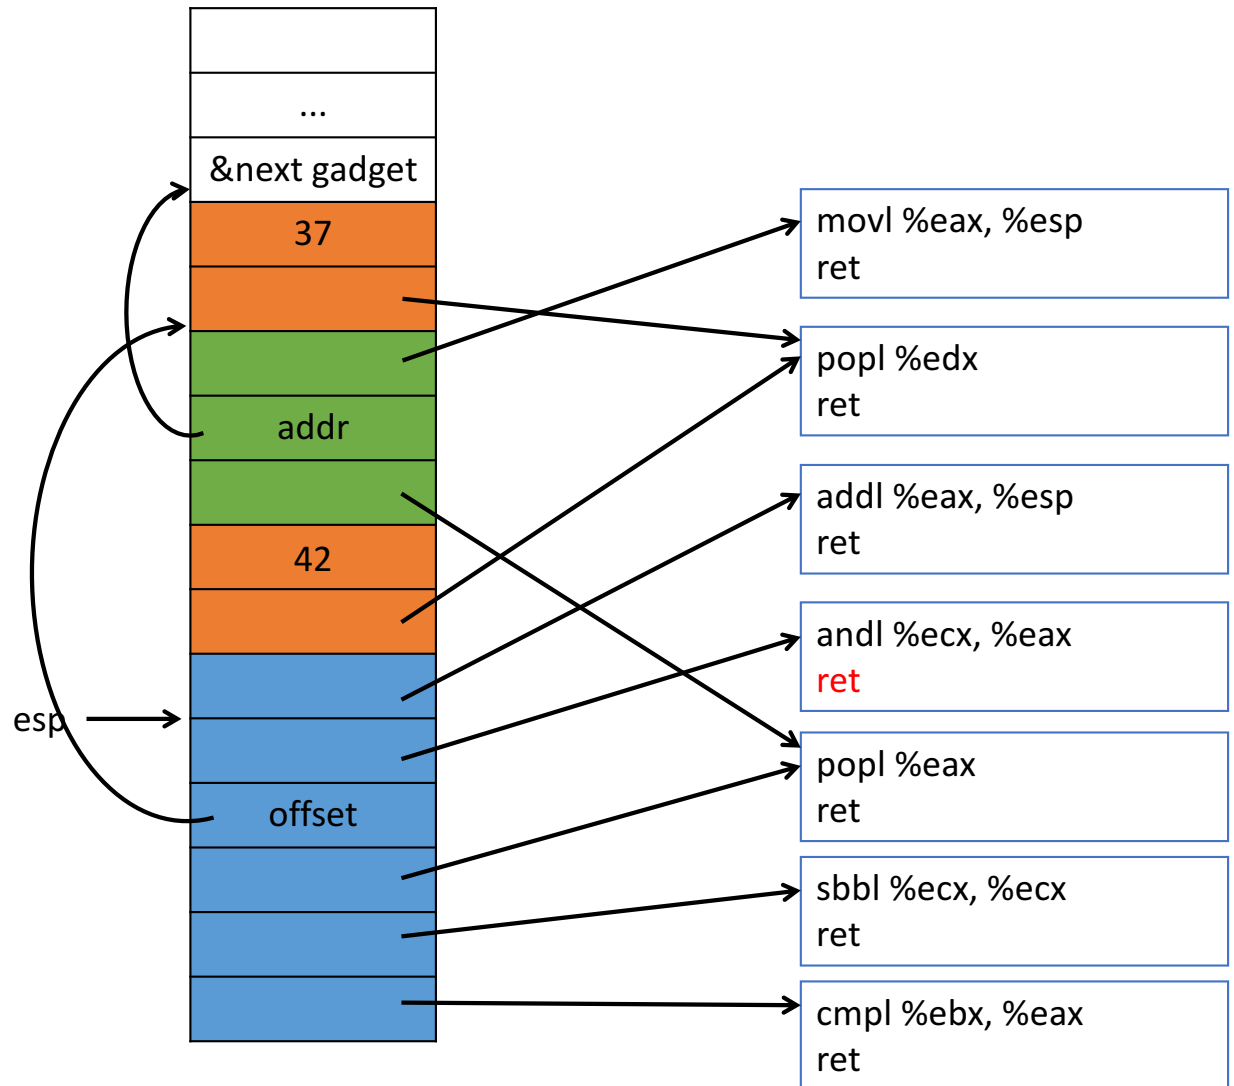 ...
&next gadget
37
addr
42
esp
offset
movl %eax, %esp
ret
popl %edx
ret
addl %eax, %esp
ret
andl %ecx, %eax
ret
popl %eax
ret
sbbl %ecx, %ecx
ret
cmpl %ebx, %eax
ret